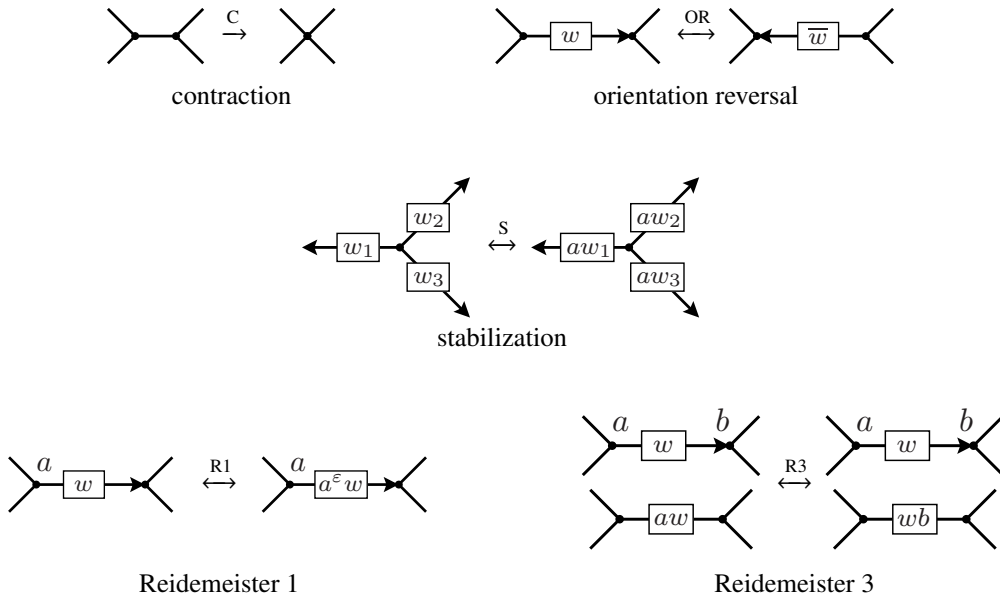 C
OR
w
w̅
contraction
orientation reversal
w₂
aw₂
S
w₁
aw₁
w₃
aw₃
stabilization
a
b
a
b
w
R3
w
a
R1
a
w
aᵋ w
aw
wb
Reidemeister 1
Reidemeister 3